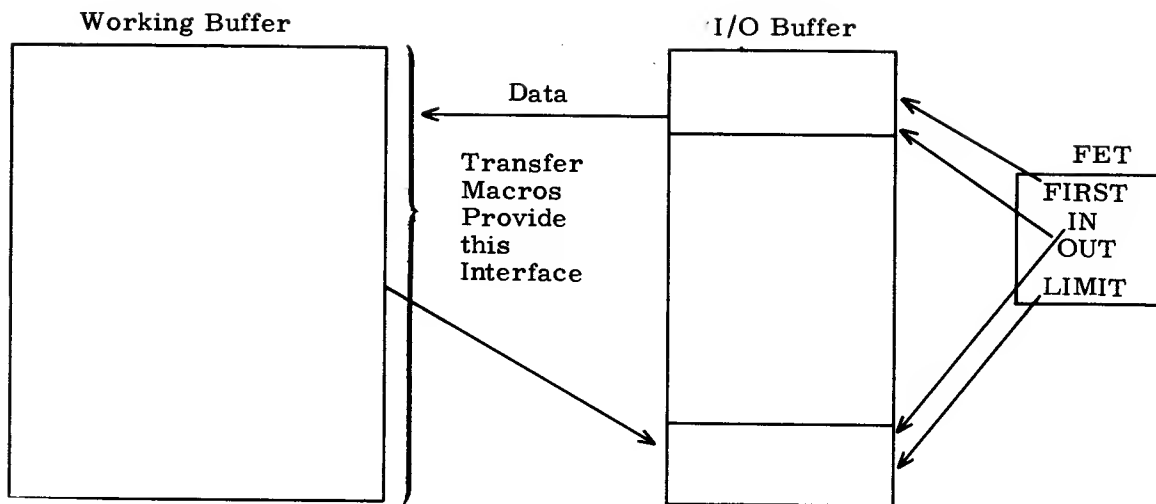 Working Buffer
I/O Buffer
Data
Transfer
Macros
Provide
this
Interface
FET
FIRST
IN
OUT
LIMIT